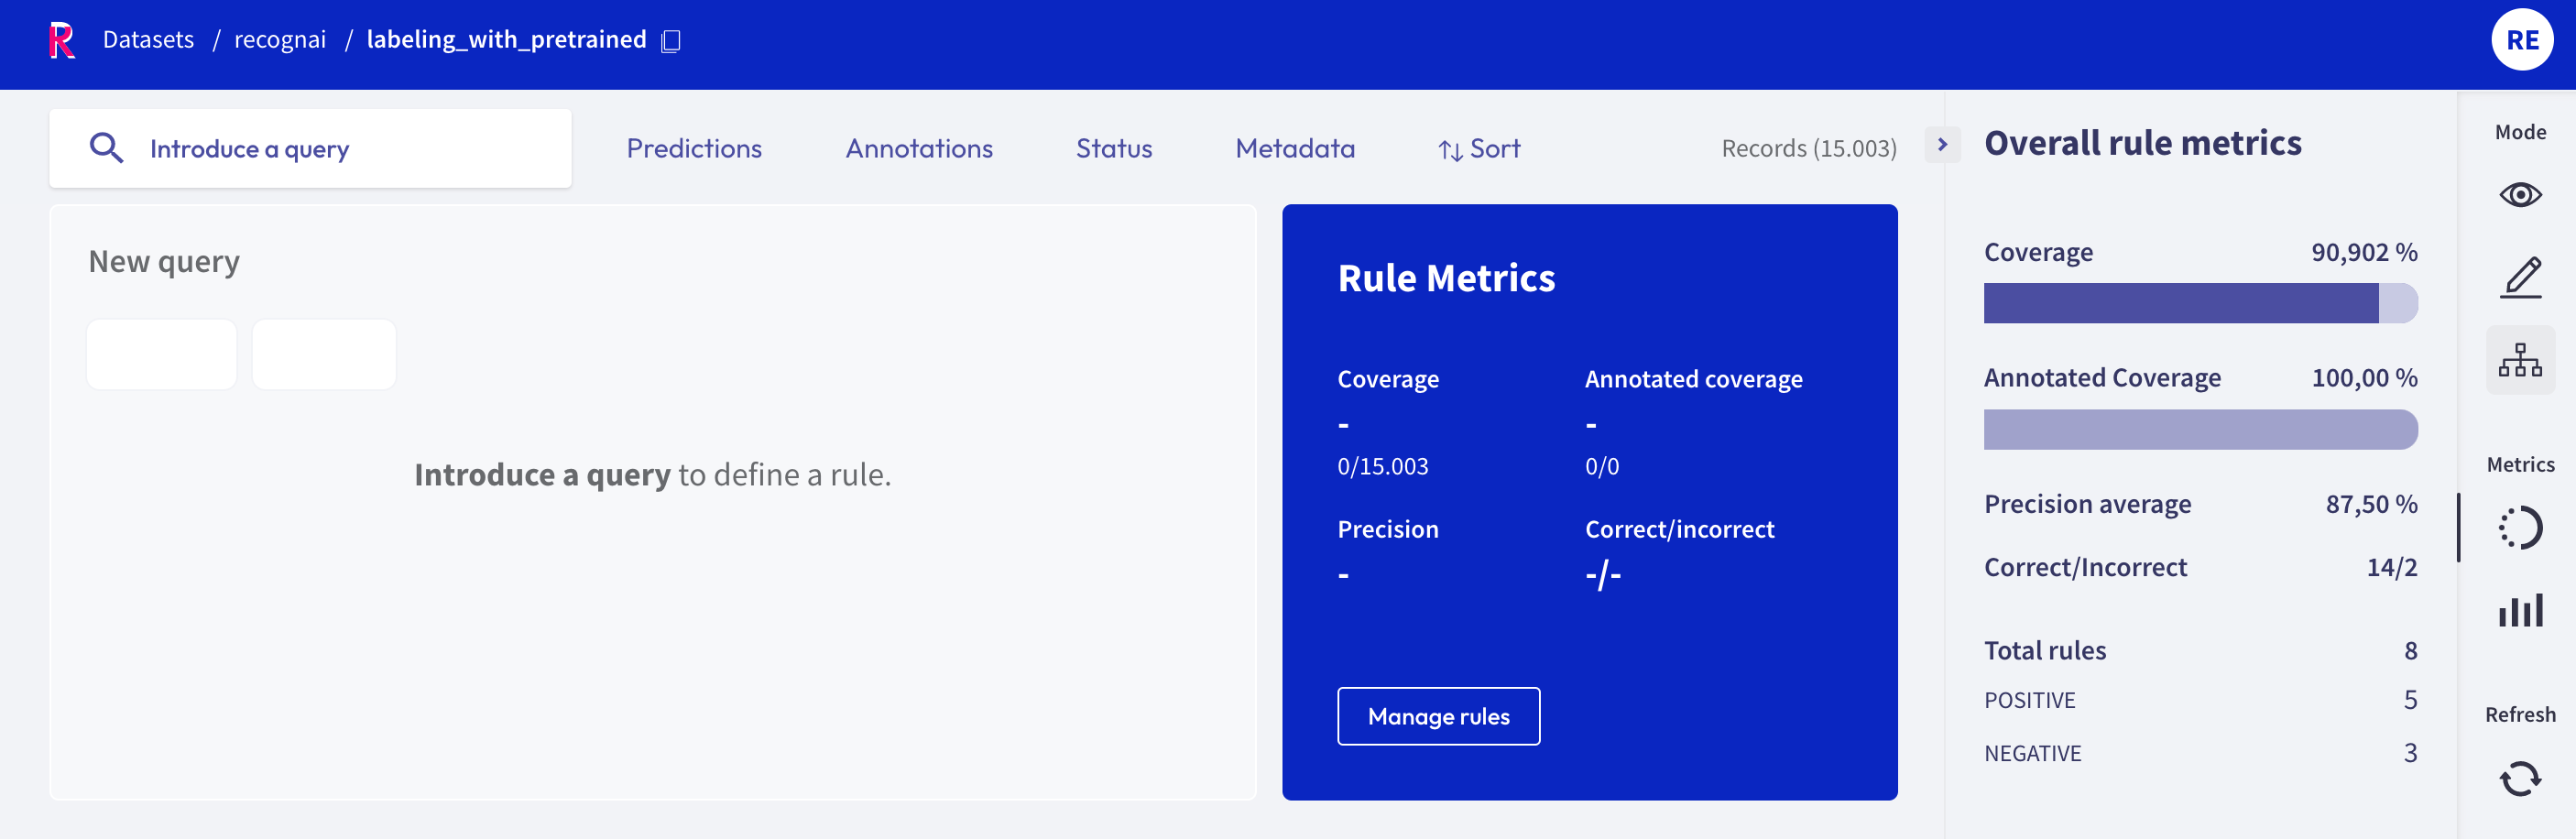 R Datasets / recognai / labeling_with_pretrained
RE
Introduce a query
Predictions
Annotations
Status
Metadata
Sort
Records (15.003)
New query
Introduce a query to define a rule.
Rule Metrics
Coverage
-
0/15.003
Annotated coverage
-
0/0
Precision
-
Correct/incorrect
-/-
Manage rules
Overall rule metrics
Coverage 90,902 %
Annotated Coverage 100,00 %
Precision average 87,50 %
Correct/Incorrect 14/2
Total rules 8
POSITIVE 5
NEGATIVE 3
Mode
Metrics
Refresh